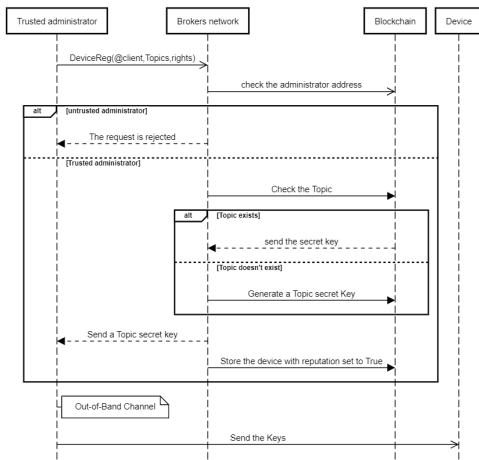 Trusted administrator
Brokers network
Blockchain
Device
DeviceReg(@client,Topics,rights)
check the administrator address
alt
[untrusted administrator]
The request is rejected
[Trusted administrator]
Check the Topic
alt
[Topic exists]
send the secret key
[Topic doesn't exist]
Generate a Topic secret Key
Send a Topic secret key
Store the device with reputation set to True
Out-of-Band Channel
Send the Keys